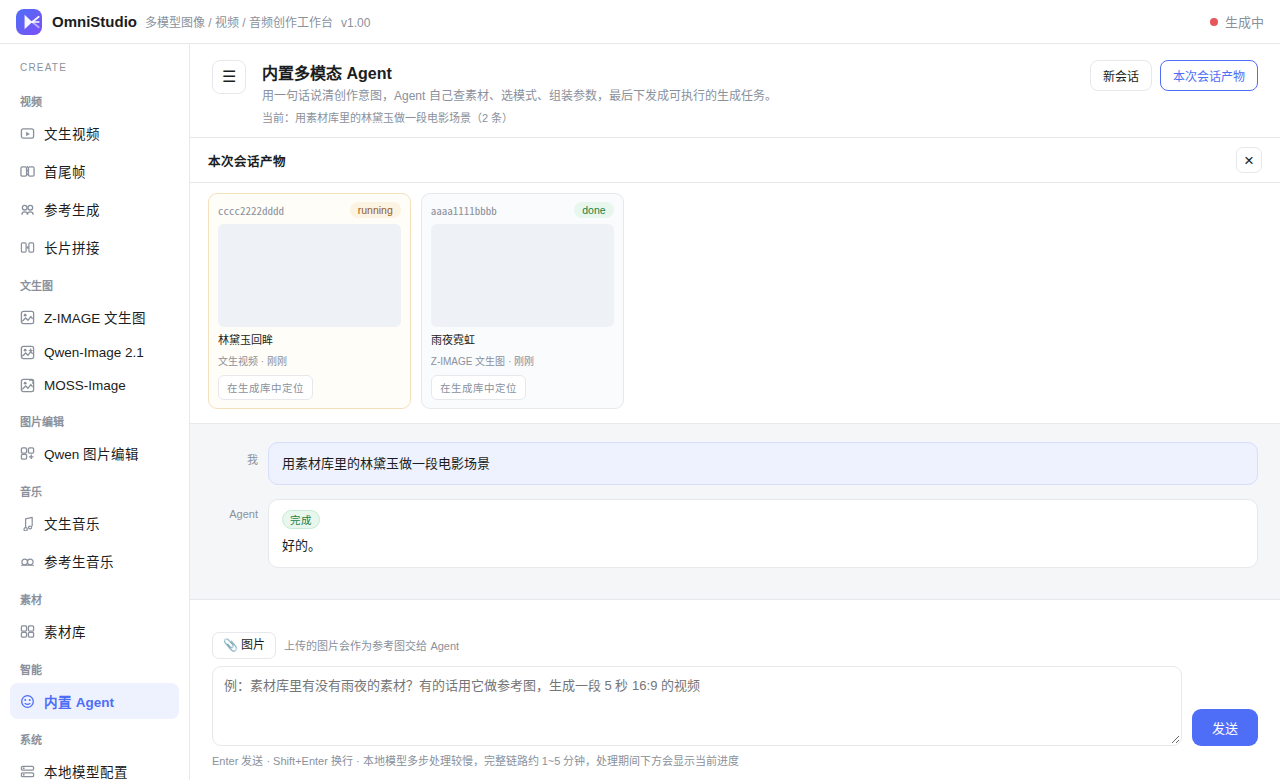 OmniStudio 多模型图像 / 视频 / 音频创作工作台 v1.00
生成中
CREATE
视频
文生视频
首尾帧
参考生成
长片拼接
文生图
Z-IMAGE 文生图
Qwen-Image 2.1
MOSS-Image
图片编辑
Qwen 图片编辑
音乐
文生音乐
参考生音乐
素材
素材库
智能
内置 Agent
系统
本地模型配置
内置多模态 Agent
用一句话说清创作意图，Agent 自己查素材、选模式、组装参数，最后下发成可执行的生成任务。
当前：用素材库里的林黛玉做一段电影场景（2 条）
新会话
本次会话产物
本次会话产物
cccc2222dddd running
林黛玉回眸
文生视频 · 刚刚
在生成库中定位
aaaa1111bbbb done
雨夜霓虹
Z-IMAGE 文生图 · 刚刚
在生成库中定位
我
用素材库里的林黛玉做一段电影场景
Agent
完成
好的。
图片 上传的图片会作为参考图交给 Agent
例：素材库里有没有雨夜的素材？有的话用它做参考图，生成一段 5 秒 16:9 的视频
发送
Enter 发送 · Shift+Enter 换行 · 本地模型多步处理较慢，完整链路约 1~5 分钟，处理期间下方会显示当前进度